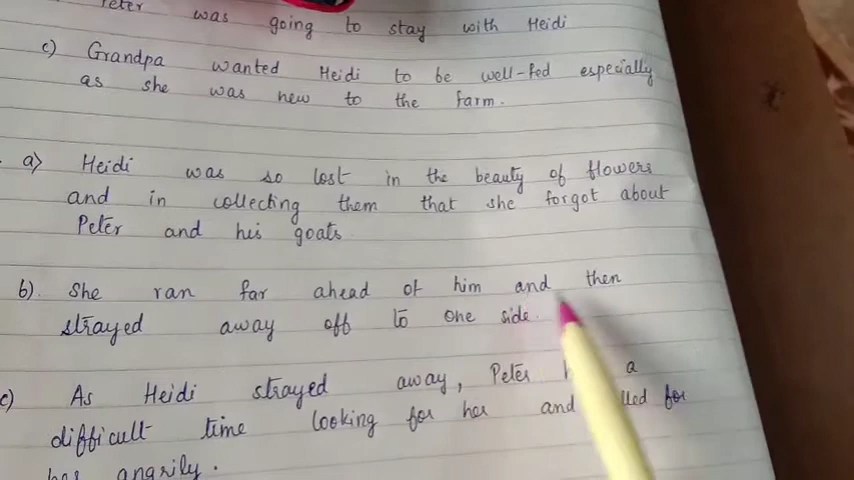 Peter was going to stay with Heidi
c) Grandpa wanted Heidi to be well-fed especially
as she was new to the farm.
a) Heidi was so lost in the beauty of flowers
and in collecting them that she forgot about
Peter and his goats
b). She ran far ahead of him and then
strayed away off to one side.
c) As Heidi strayed away, Peter a
difficult time looking for her and for
her angrily.